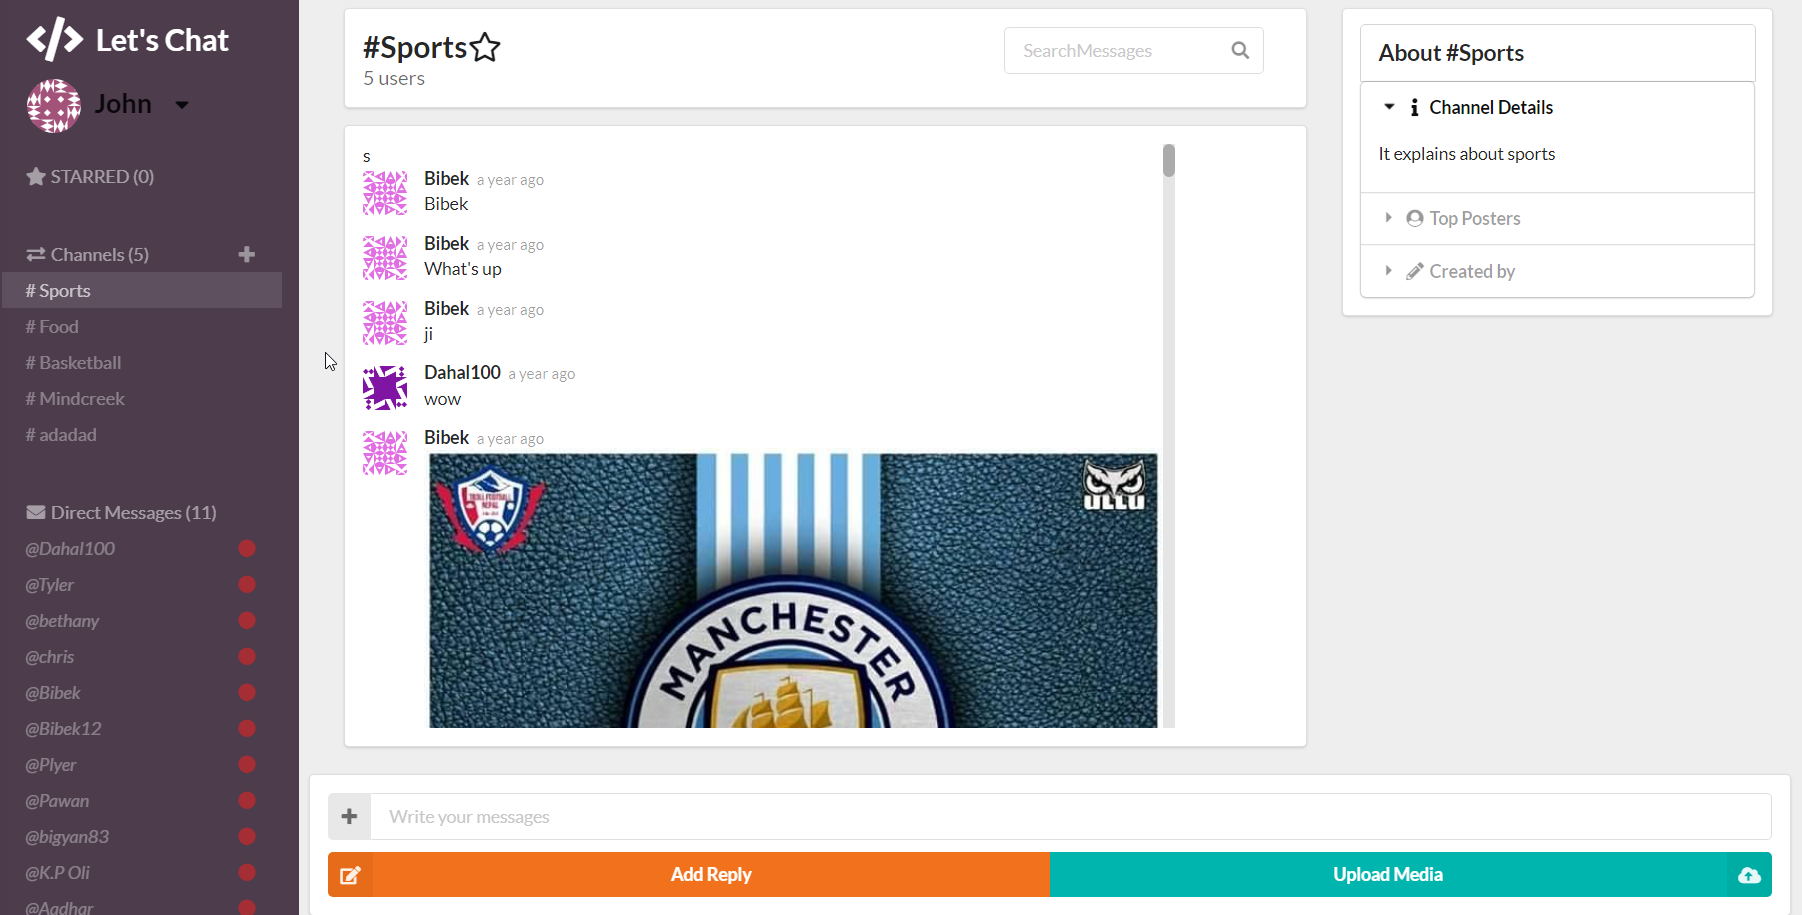 Let's Chat
John
STARRED (0)
Channels (5)
# Sports
# Food
# Basketball
# Mindcreek
# adadad
Direct Messages (11)
@Dahal100
@Tyler
@bethany
@chris
@Bibek
@Bibek12
@Plyer
@Pawan
@bigyan83
@K.P Oli
@Aadhar
#Sports
5 users
SearchMessages
s
Bibek a year ago
Bibek
Bibek a year ago
What's up
Bibek a year ago
ji
Dahal100 a year ago
wow
Bibek a year ago
TROLL FOOTBALL
NEPAL
ULLU
MANCHESTER
Write your messages
Add Reply
Upload Media
About #Sports
Channel Details
It explains about sports
Top Posters
Created by